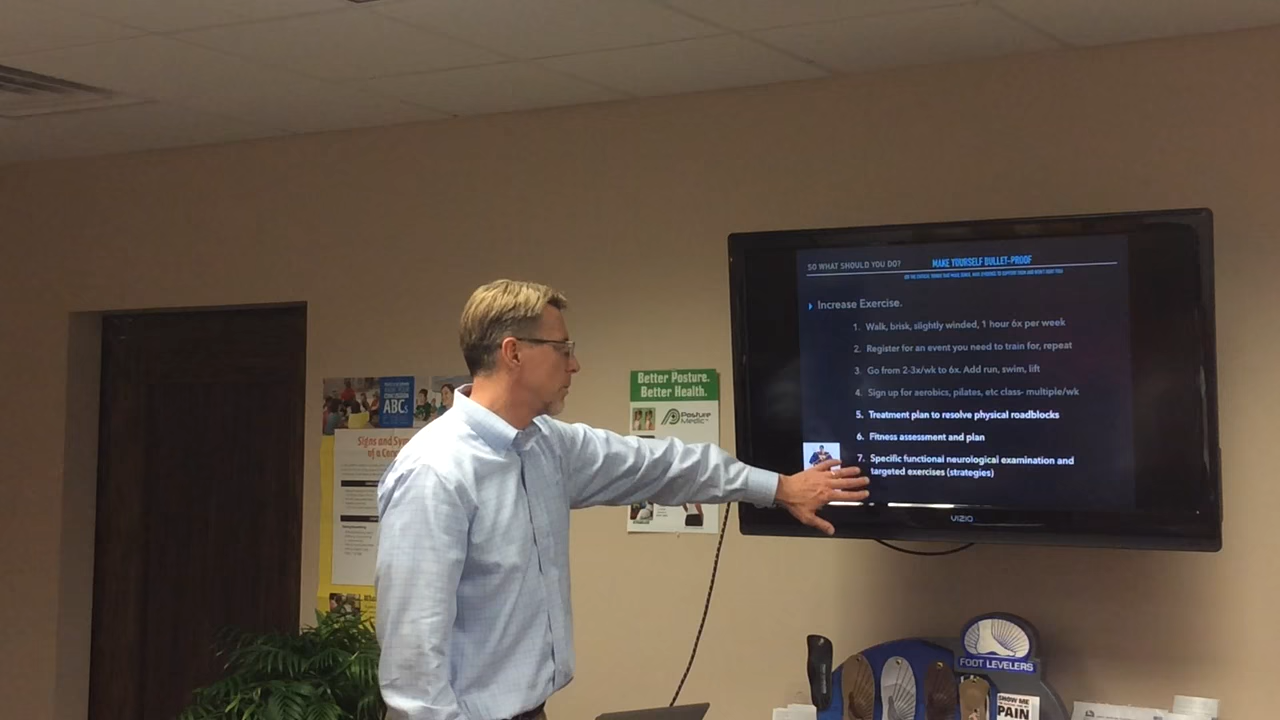 SO WHAT SHOULD YOU DO?
MAKE YOURSELF BULLET-PROOF
Increase Exercise.
1. Walk, brisk, slightly winded, 1 hour 6x per week
2. Register for an event you need to train for, repeat
3. Go from 2-3x/wk to 6x. Add run, swim, lift
4. Sign up for aerobics, pilates, etc class- multiple/wk
5. Treatment plan to resolve physical roadblocks
6. Fitness assessment and plan
7. Specific functional neurological examination and
targeted exercises (strategies)
VIZIO
Better Posture.
Better Health.
Posture
Medic
ABCs
Signs and Sym
of a Con
FOOT LEVELERS
SHOW ME
PAIN